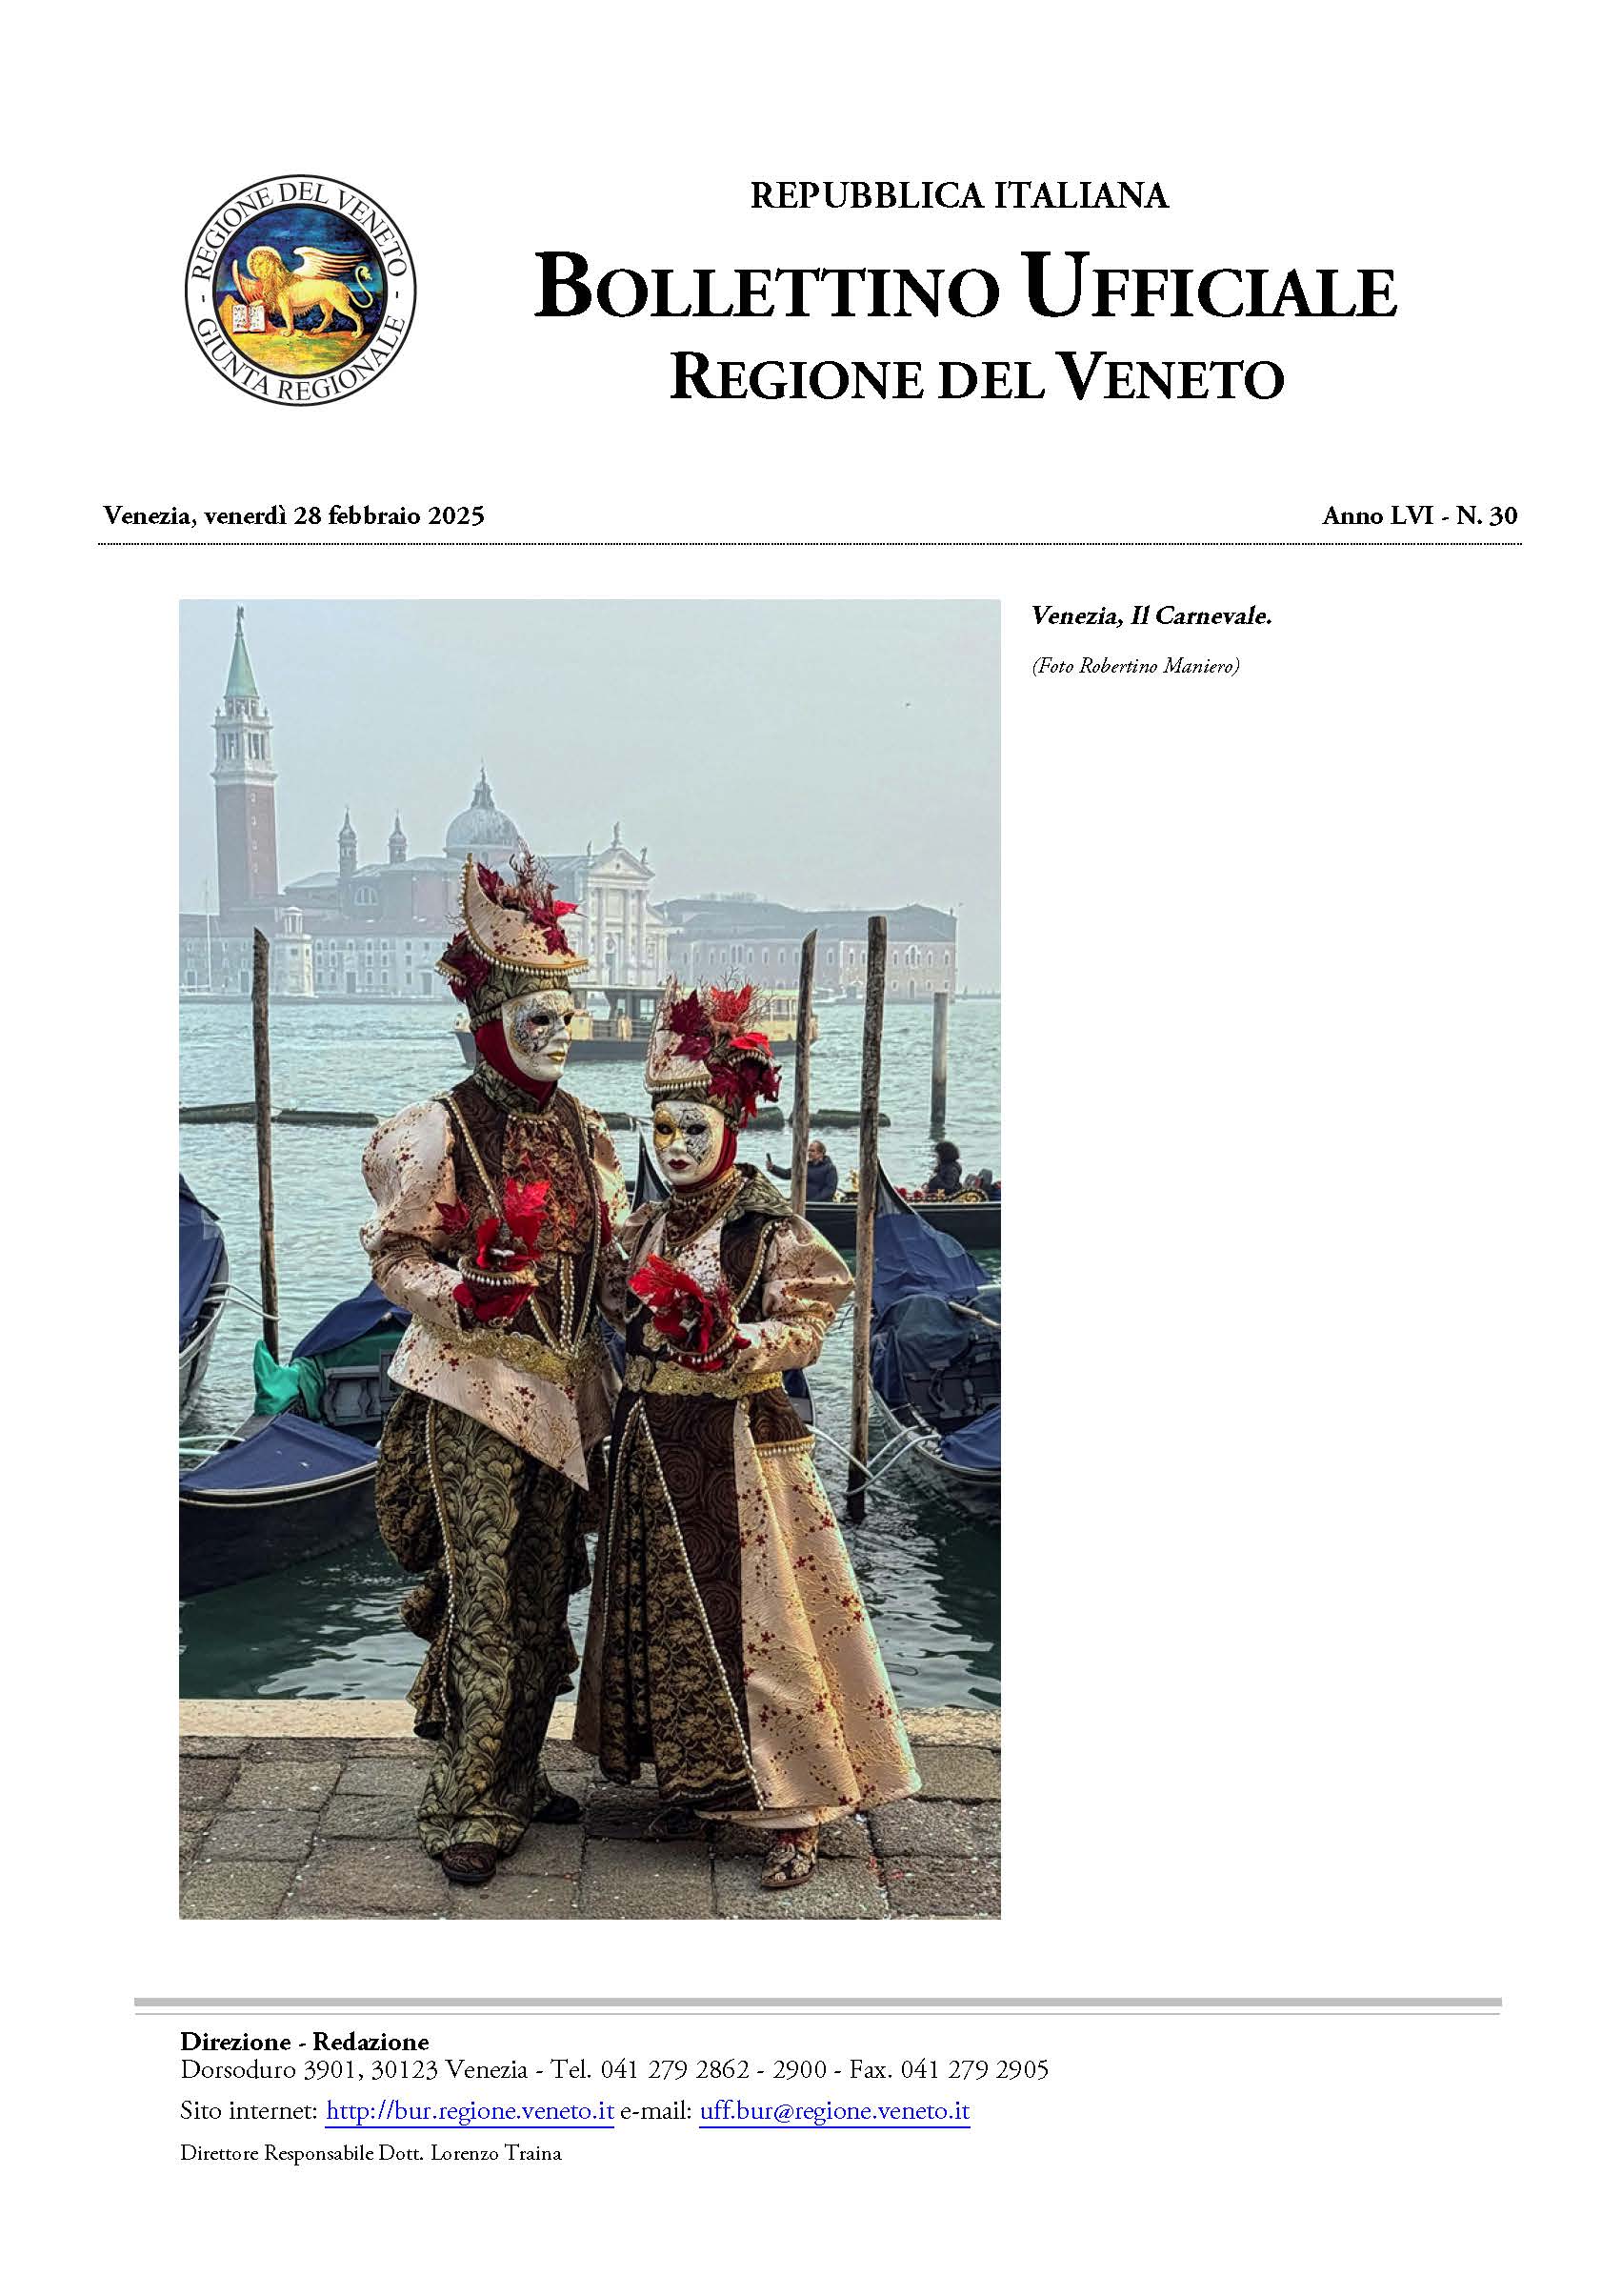 REGIONE DEL VENETO
- GIUNTA REGIONALE -
REPUBBLICA ITALIANA
BOLLETTINO UFFICIALE
REGIONE DEL VENETO
Venezia, venerdì 28 febbraio 2025
Anno LVI - N. 30
Venezia, Il Carnevale.
(Foto Robertino Maniero)
Direzione - Redazione
Dorsoduro 3901, 30123 Venezia - Tel. 041 279 2862 - 2900 - Fax. 041 279 2905
Sito internet: http://bur.regione.veneto.it e-mail: uff.bur@regione.veneto.it
Direttore Responsabile Dott. Lorenzo Traina